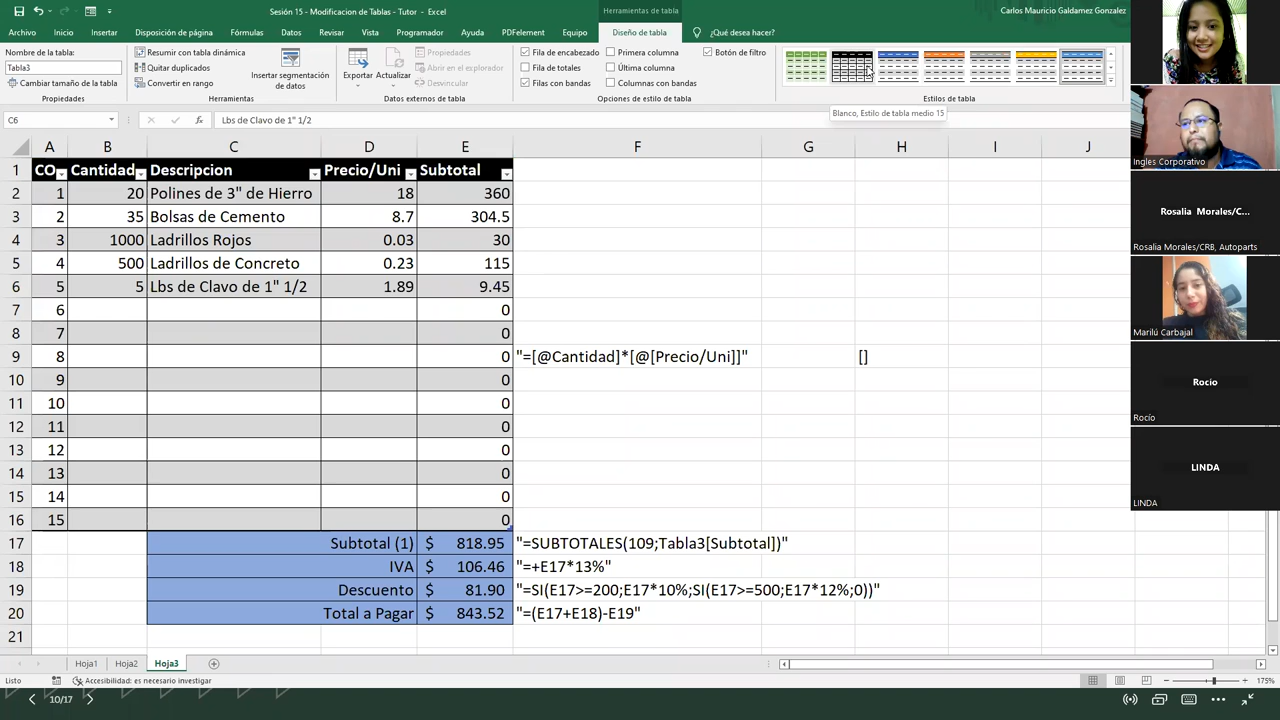 Sesión 15 - Modificacion de Tablas - Tutor - Excel
Herramientas de tabla
Carlos Mauricio Galdamez Gonzalez
Archivo
Inicio
Insertar
Disposición de página
Fórmulas
Datos
Revisar
Vista
Programador
Ayuda
PDFelement
Equipo
Diseño de tabla
¿Qué desea hacer?
Nombre de la tabla:
Tabla3
Cambiar tamaño de la tabla
Propiedades
Resumir con tabla dinámica
Quitar duplicados
Convertir en rango
Herramientas
Insertar segmentación
de datos
Exportar
Actualizar
Propiedades
Abrir en el explorador
Desvincular
Datos externos de tabla
Fila de encabezado
Fila de totales
Filas con bandas
Primera columna
Última columna
Columnas con bandas
Botón de filtro
Opciones de estilo de tabla
Estilos de tabla
Blanco, Estilo de tabla medio 15
C6
fx
Lbs de Clavo de 1" 1/2
A B C D E F G H I J
1 CO Cantidad Descripcion Precio/Uni Subtotal
2 1 20 Polines de 3" de Hierro 18 360
3 2 35 Bolsas de Cemento 8.7 304.5
4 3 1000 Ladrillos Rojos 0.03 30
5 4 500 Ladrillos de Concreto 0.23 115
6 5 5 Lbs de Clavo de 1" 1/2 1.89 9.45
7 6 0
8 7 0
9 8 0 "=[@Cantidad]*[@[Precio/Uni]]" []
10 9 0
11 10 0
12 11 0
13 12 0
14 13 0
15 14 0
16 15 0
17 Subtotal (1) $ 818.95 "=SUBTOTALES(109;Tabla3[Subtotal])"
18 IVA $ 106.46 "=+E17*13%"
19 Descuento $ 81.90 "=SI(E17>=200;E17*10%;SI(E17>=500;E17*12%;0))"
20 Total a Pagar $ 843.52 "=(E17+E18)-E19"
21
Hoja1
Hoja2
Hoja3
Listo
Accesibilidad: es necesario investigar
175%
10/17
Ingles Corporativo
Rosalia Morales/C...
Rosalia Morales/CRB, Autoparts
Marilú Carbajal
Rocío
Rocío
LINDA
LINDA